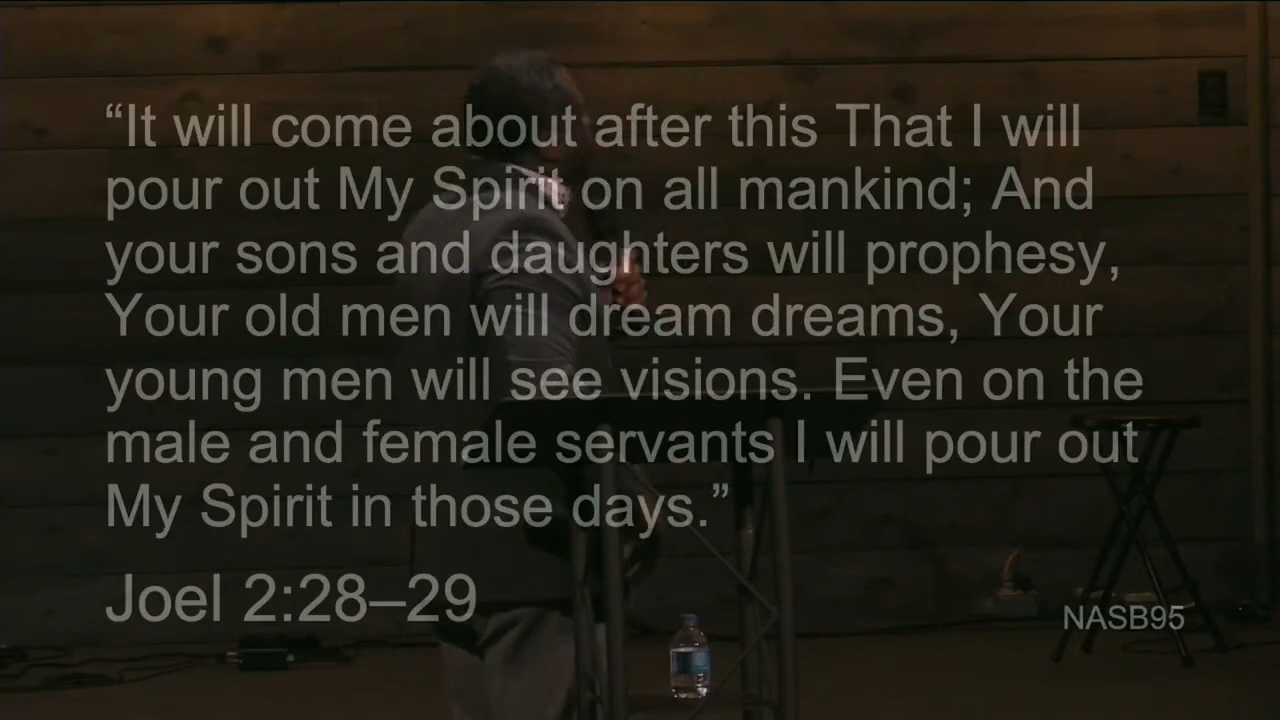 “It will come about after this That I will
pour out My Spirit on all mankind; And
your sons and daughters will prophesy,
Your old men will dream dreams, Your
young men will see visions. Even on the
male and female servants I will pour out
My Spirit in those days.”
Joel 2:28–29
NASB95